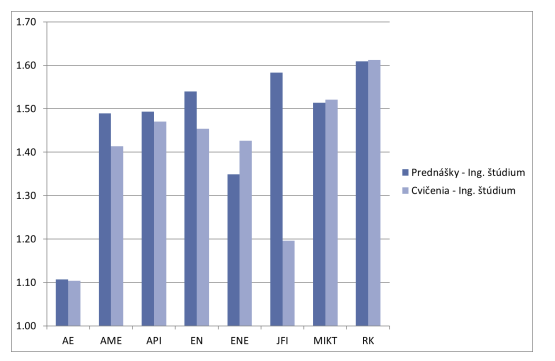 1.70
1.60
1.50
1.40
1.30
1.20
1.10
1.00
AE AME API EN ENE JFI MIKT RK
Prednášky - Ing. štúdium
Cvičenia - Ing. štúdium